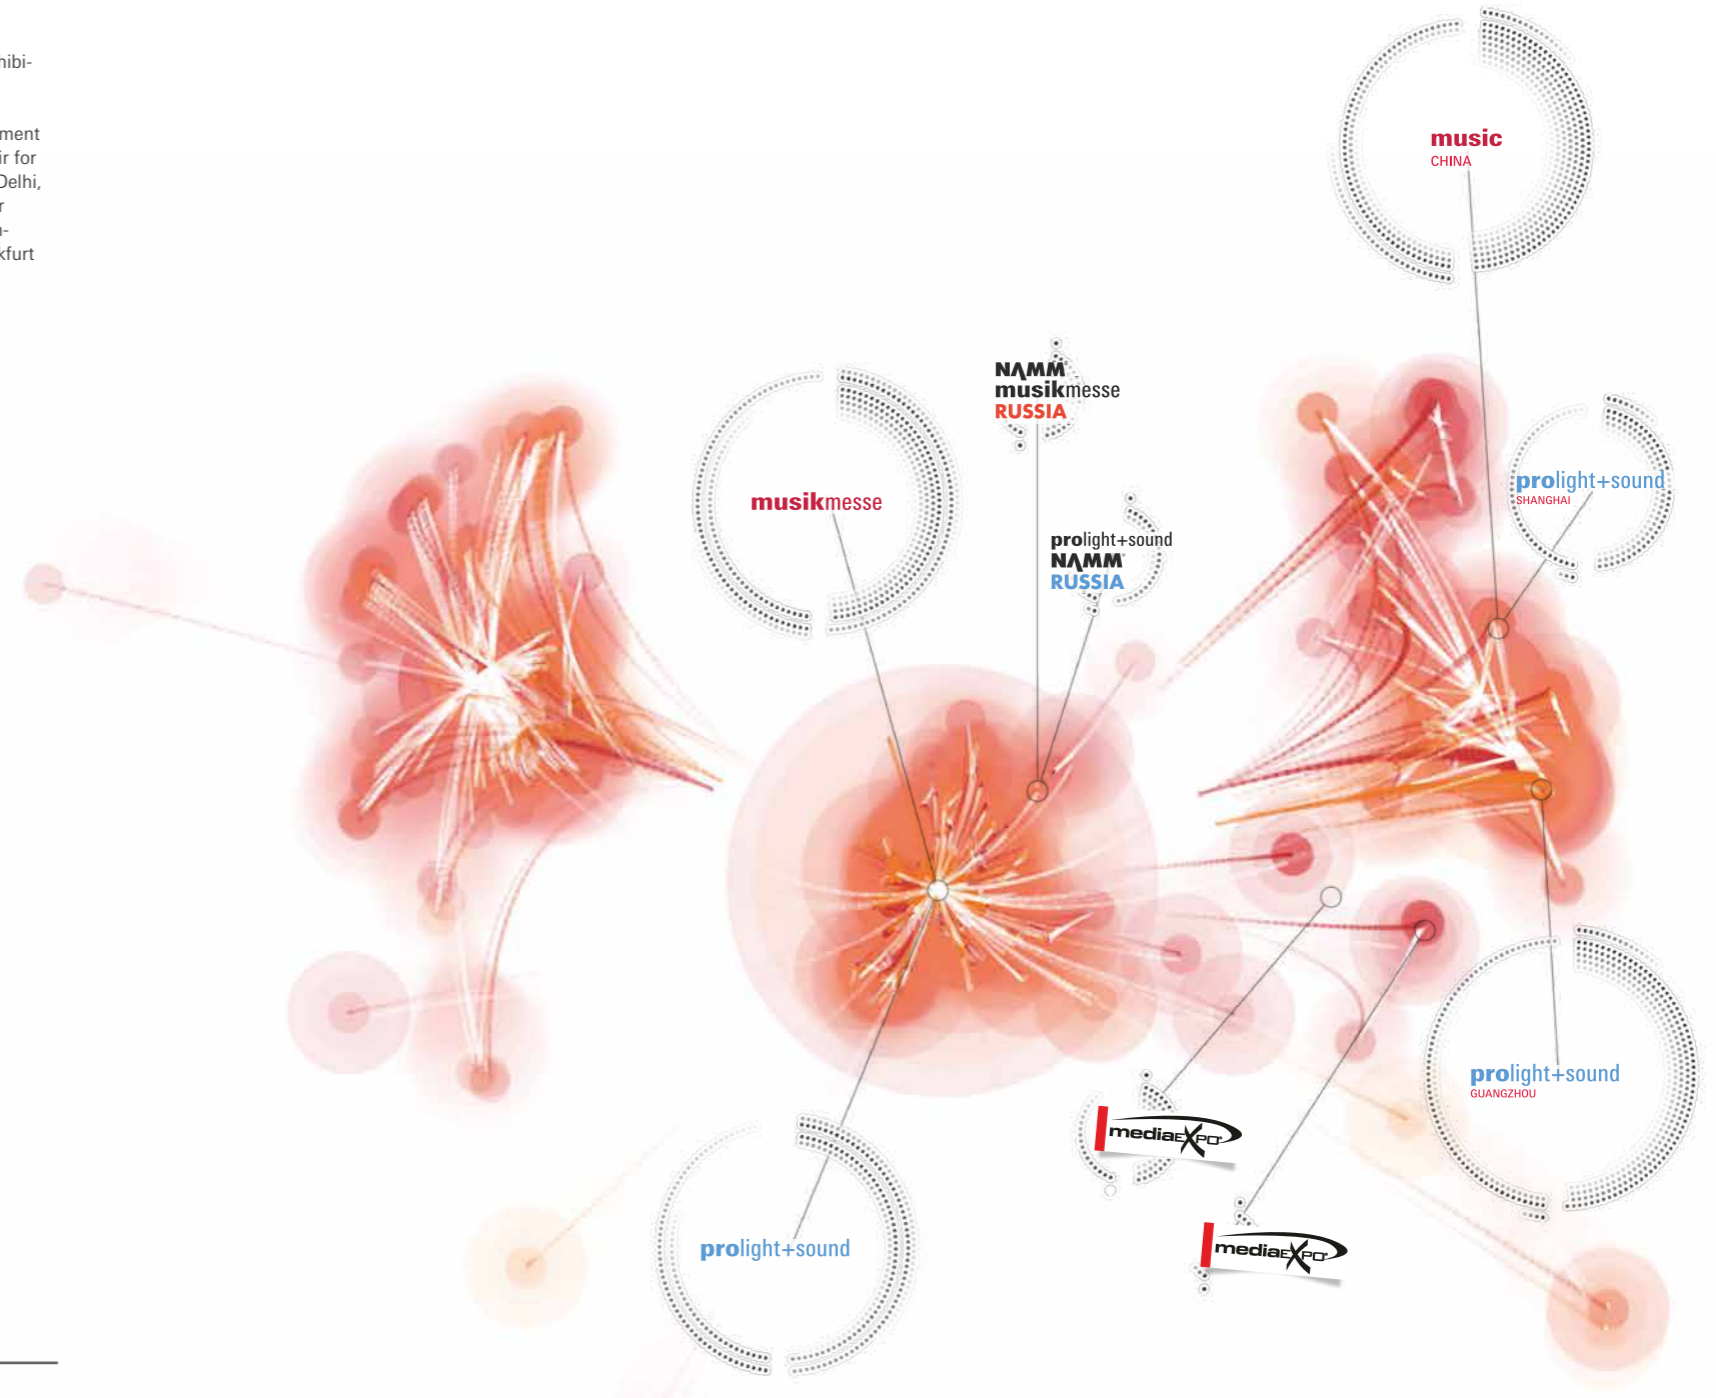 hibi-
ment
ir for
Delhi,
r
n-
kfurt
music
CHINA
NAMM
musikmesse
RUSSIA
musikmesse
prolight+sound
SHANGHAI
prolight+sound
NAMM
RUSSIA
prolight+sound
GUANGZHOU
mediaEXPO
prolight+sound
mediaEXPO